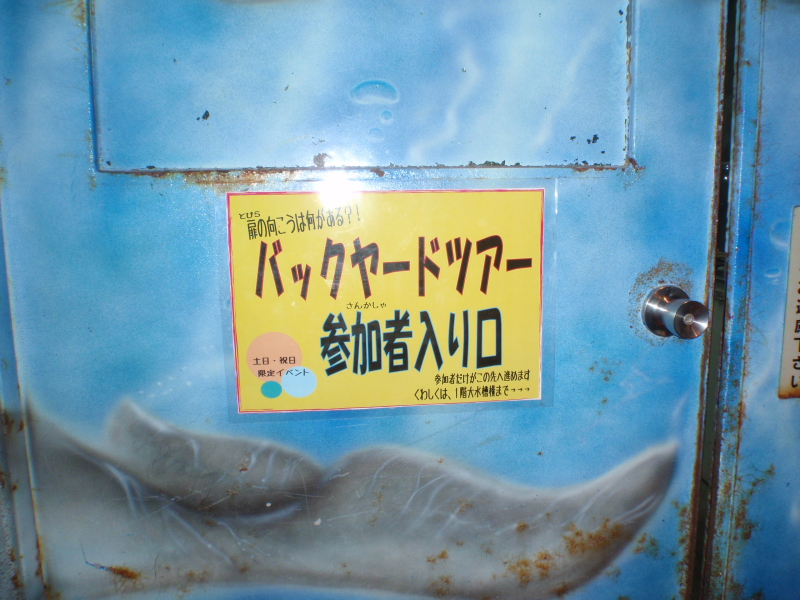 とびら
扉の向こうは何がある?!
バックヤードツアー
さんかしゃ
参加者入り口
土日・祝日
限定イベント
参加者だけがこの先へ進めます
くわしくは、1階大水槽横まで→→→